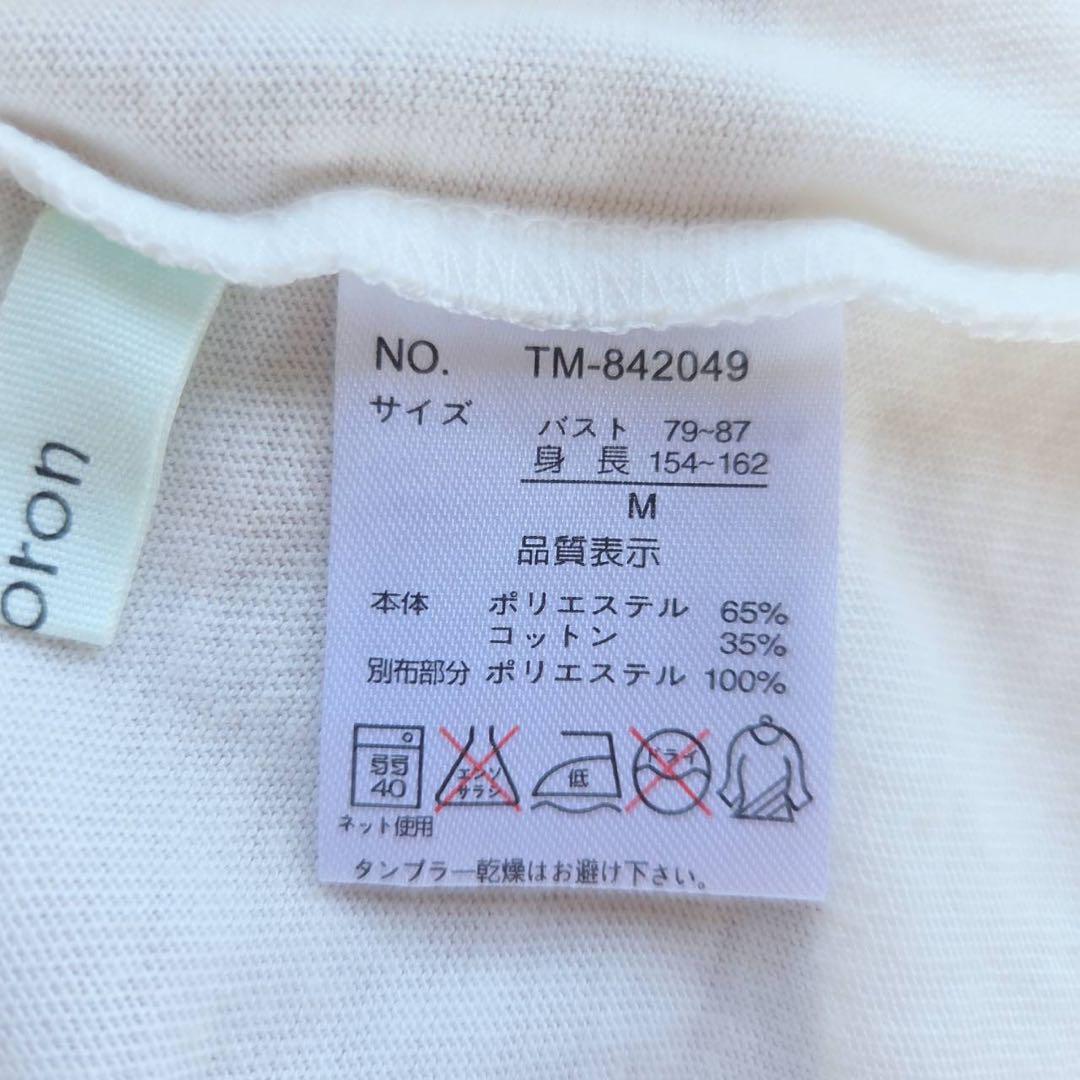 NO. TM-842049
サイズ
バスト 79~87
身長 154~162
M
品質表示
本体 ポリエステル 65%
コットン 35%
別布部分 ポリエステル 100%
弱
40
エンソ
サラシ
低
ドライ
ネット使用
タンブラー乾燥はお避け下さい。
oron